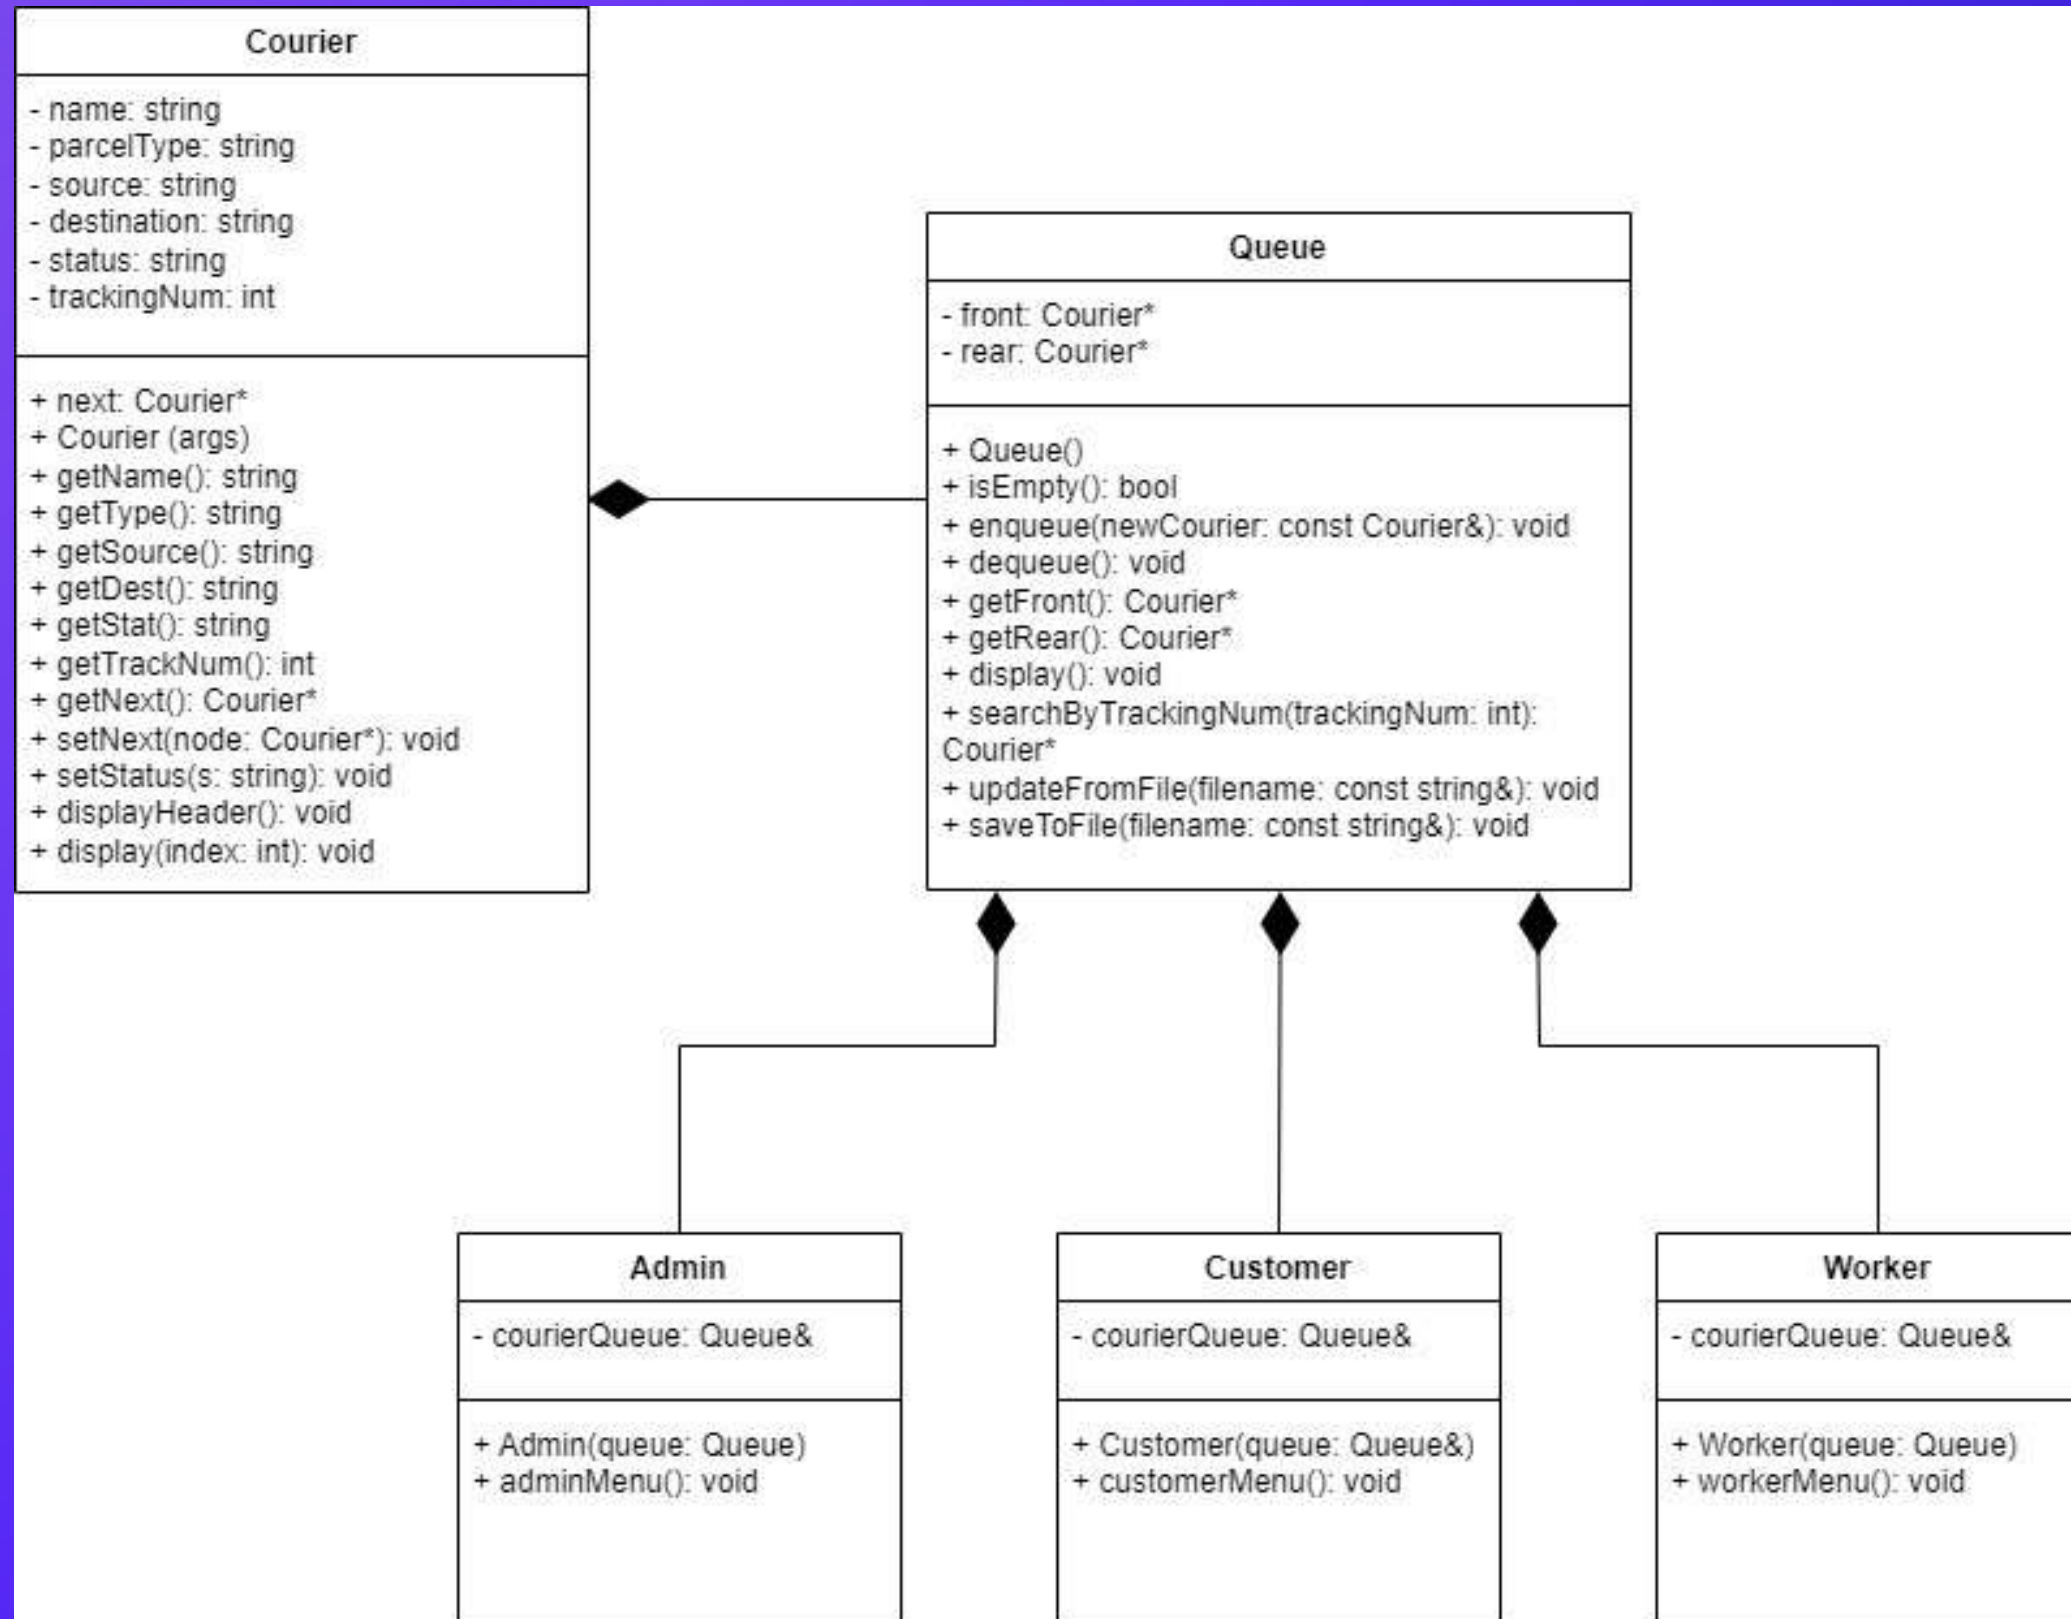 Courier
- name: string
- parcelType: string
- source: string
- destination: string
- status: string
- trackingNum: int
+ next: Courier*
+ Courier (args)
+ getName(): string
+ getType(): string
+ getSource(): string
+ getDest(): string
+ getStat(): string
+ getTrackNum(): int
+ getNext(): Courier*
+ setNext(node: Courier*): void
+ setStatus(s: string): void
+ displayHeader(): void
+ display(index: int): void
Queue
- front: Courier*
- rear: Courier*
+ Queue()
+ isEmpty(): bool
+ enqueue(newCourier: const Courier&): void
+ dequeue(): void
+ getFront(): Courier*
+ getRear(): Courier*
+ display(): void
+ searchByTrackingNum(trackingNum: int):
Courier*
+ updateFromFile(filename: const string&): void
+ saveToFile(filename: const string&): void
Admin
- courierQueue: Queue&
+ Admin(queue: Queue)
+ adminMenu(): void
Customer
- courierQueue: Queue&
+ Customer(queue: Queue&)
+ customerMenu(): void
Worker
- courierQueue: Queue&
+ Worker(queue: Queue)
+ workerMenu(): void